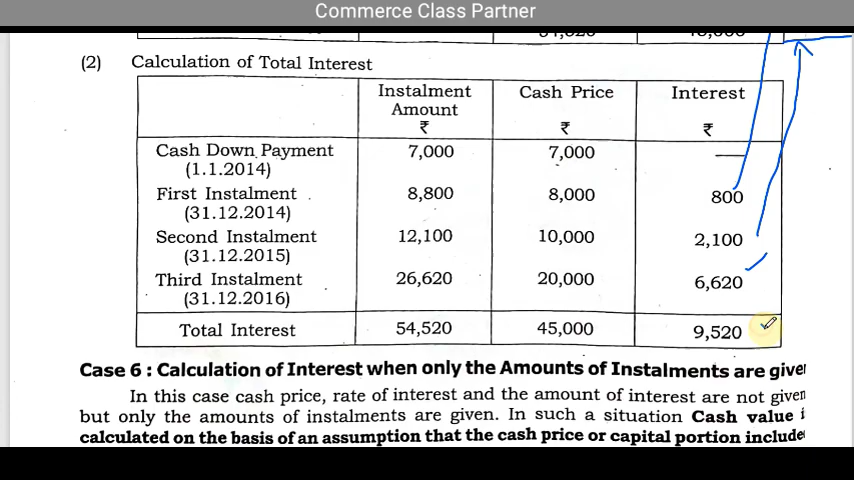 Commerce Class Partner
(2) Calculation of Total Interest
Instalment Amount ₹ Cash Price ₹ Interest ₹
Cash Down Payment (1.1.2014) 7,000 7,000 —
First Instalment (31.12.2014) 8,800 8,000 800
Second Instalment (31.12.2015) 12,100 10,000 2,100
Third Instalment (31.12.2016) 26,620 20,000 6,620
Total Interest 54,520 45,000 9,520
Case 6 : Calculation of Interest when only the Amounts of Instalments are give
In this case cash price, rate of interest and the amount of interest are not given
but only the amounts of instalments are given. In such a situation Cash value i
calculated on the basis of an assumption that the cash price or capital portion include